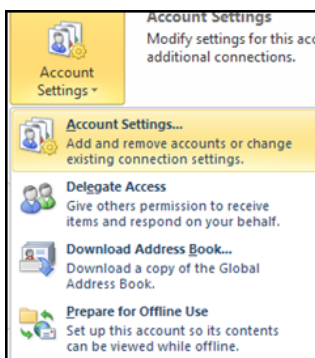 Account Settings
Modify settings for this acc
additional connections.
Account
Settings
Account Settings...
Add and remove accounts or change
existing connection settings.
Delegate Access
Give others permission to receive
items and respond on your behalf.
Download Address Book...
Download a copy of the Global
Address Book.
Prepare for Offline Use
Set up this account so its contents
can be viewed while offline.